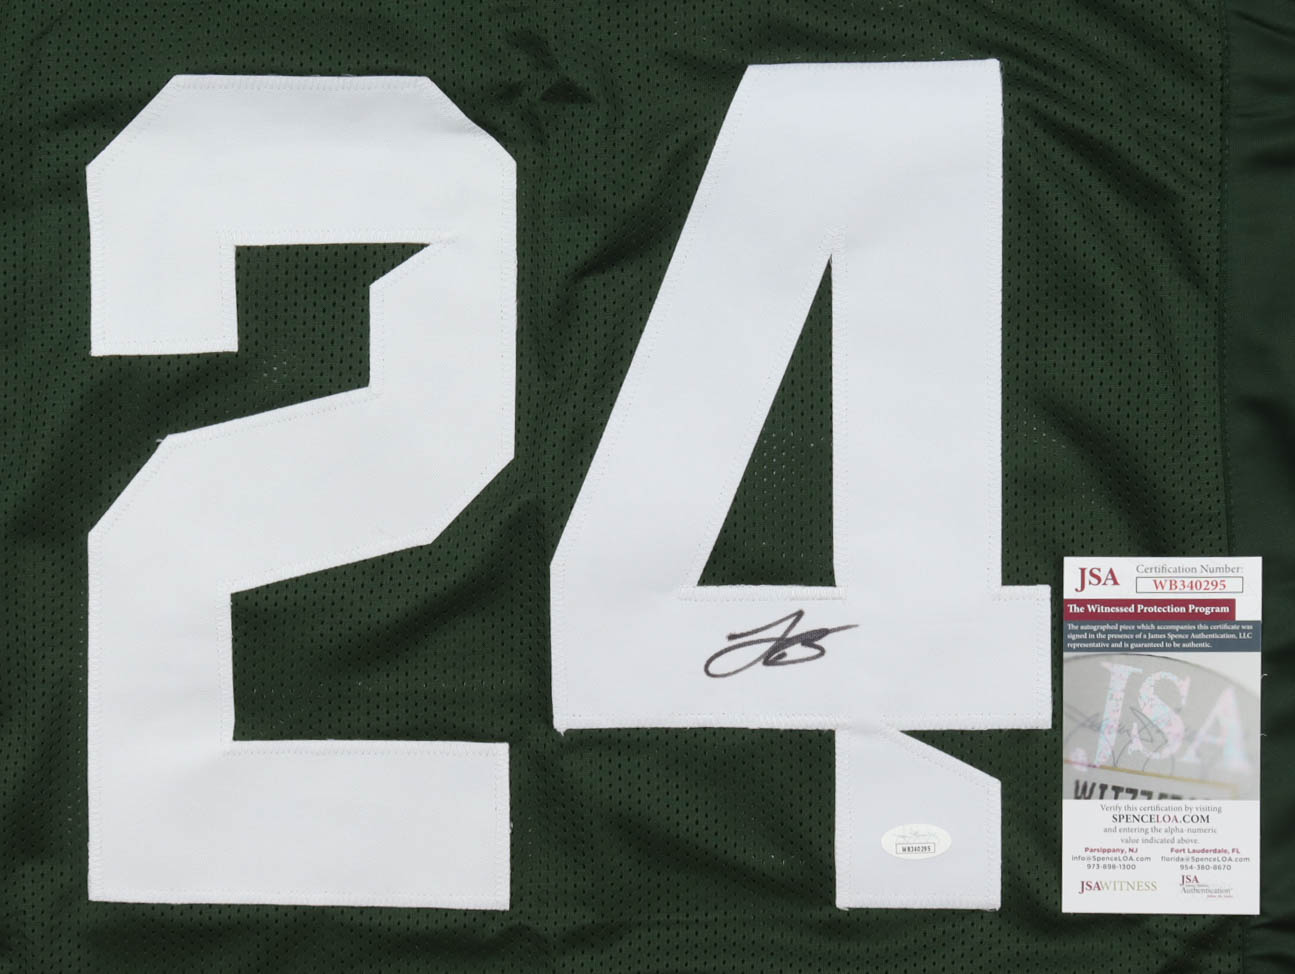 24
JSA
Certification Number:
WB340295
The Witnessed Protection Program
The autographed piece which accompanies this certificate was
signed in the presence of a James Spence Authentication, LLC
representative and is guaranteed to be authentic.
JSA
Verify this certification by visiting
SPENCELOA.COM
and entering the alpha-numeric
value indicated above.
Parsippany, NJ Fort Lauderdale, FL
info@SpenceLOA.com florida@SpenceLOA.com
973-898-1300 954-380-8670
JSAWITNESS
JSA
Authentication
WB340295